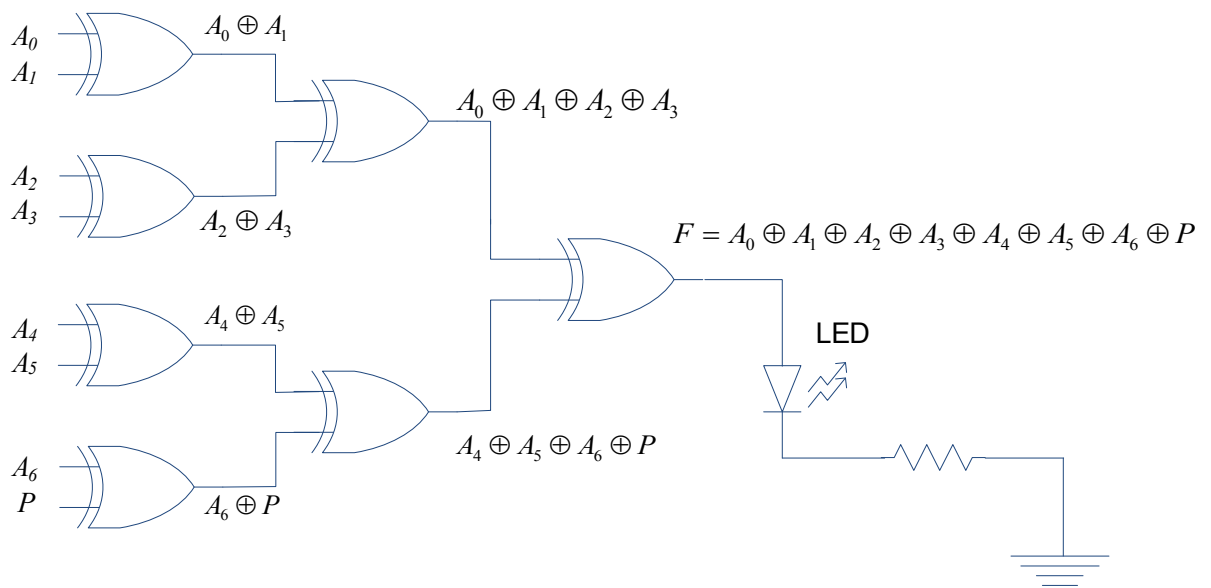 A₀
A₁
A₀ ⊕ A₁
A₀ ⊕ A₁ ⊕ A₂ ⊕ A₃
A₂
A₃
A₂ ⊕ A₃
F = A₀ ⊕ A₁ ⊕ A₂ ⊕ A₃ ⊕ A₄ ⊕ A₅ ⊕ A₆ ⊕ P
A₄
A₅
A₄ ⊕ A₅
LED
A₄ ⊕ A₅ ⊕ A₆ ⊕ P
A₆
P
A₆ ⊕ P